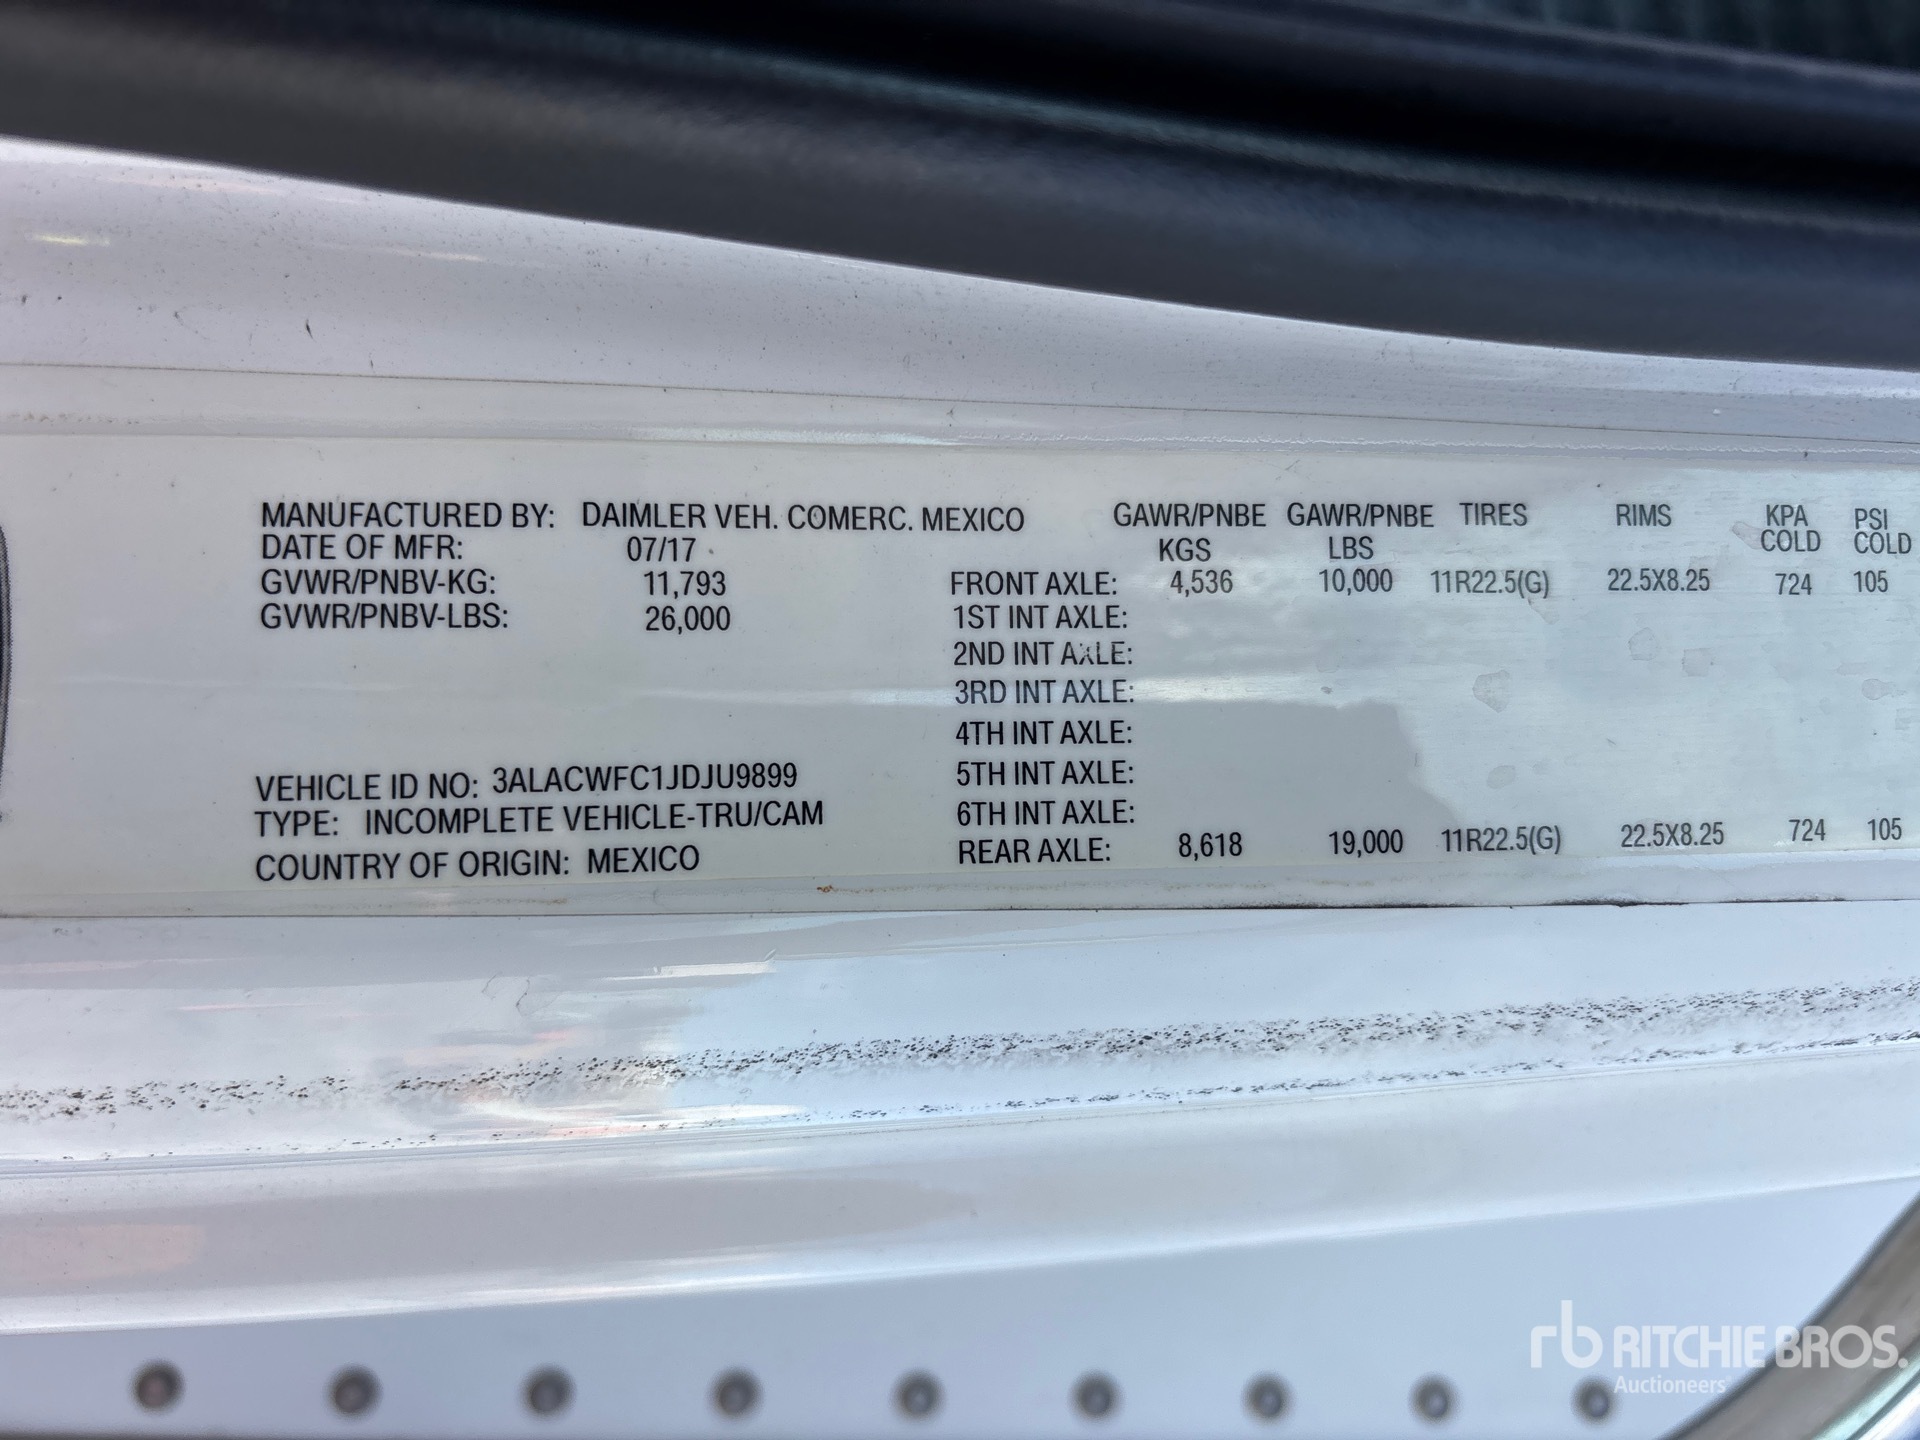 MANUFACTURED BY: DAIMLER VEH. COMERC. MEXICO
DATE OF MFR: 07/17
GVWR/PNBV-KG: 11,793
GVWR/PNBV-LBS: 26,000
VEHICLE ID NO: 3ALACWFC1JDJU9899
TYPE: INCOMPLETE VEHICLE-TRU/CAM
COUNTRY OF ORIGIN: MEXICO
GAWR/PNBE KGS GAWR/PNBE LBS TIRES RIMS KPA COLD PSI COLD
FRONT AXLE: 4,536 10,000 11R22.5(G) 22.5X8.25 724 105
1ST INT AXLE:
2ND INT AXLE:
3RD INT AXLE:
4TH INT AXLE:
5TH INT AXLE:
6TH INT AXLE:
REAR AXLE: 8,618 19,000 11R22.5(G) 22.5X8.25 724 105
rb RITCHIE BROS.
Auctioneers